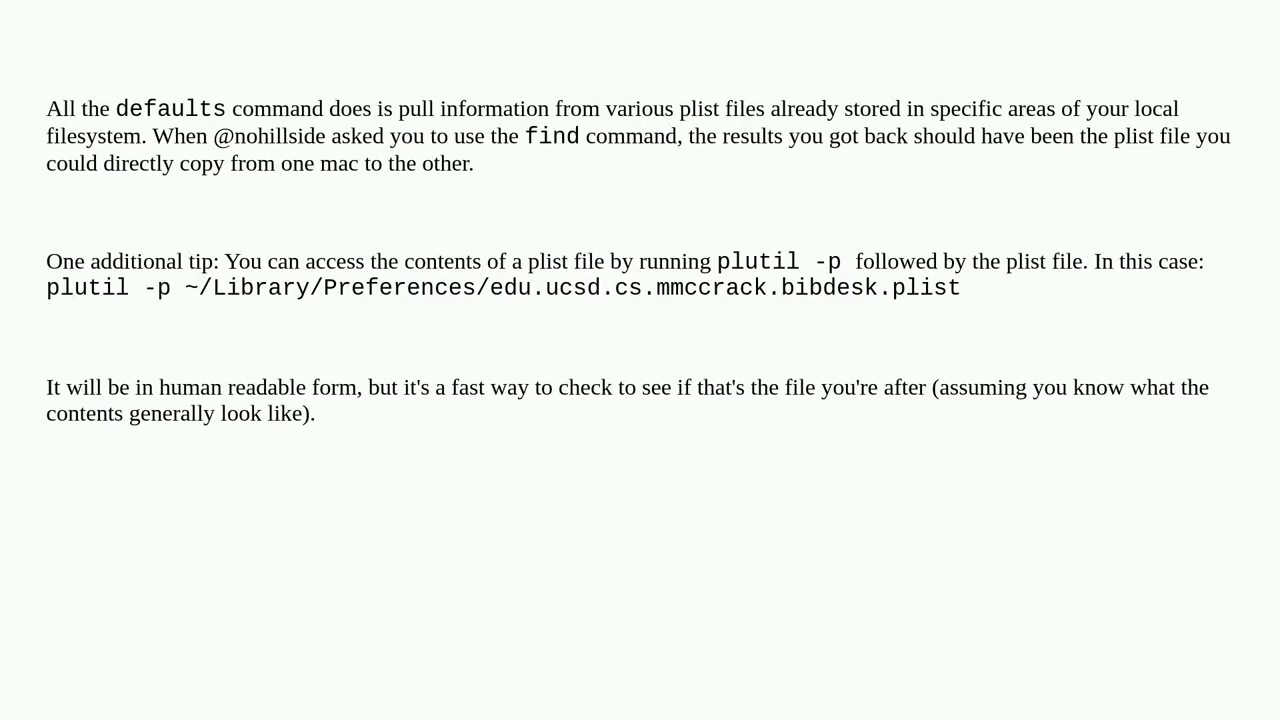 All the defaults command does is pull information from various plist files already stored in specific areas of your local
filesystem. When @nohillside asked you to use the find command, the results you got back should have been the plist file you
could directly copy from one mac to the other.
One additional tip: You can access the contents of a plist file by running plutil -p followed by the plist file. In this case:
plutil -p ~/Library/Preferences/edu.ucsd.cs.mmccrack.bibdesk.plist
It will be in human readable form, but it's a fast way to check to see if that's the file you're after (assuming you know what the
contents generally look like).